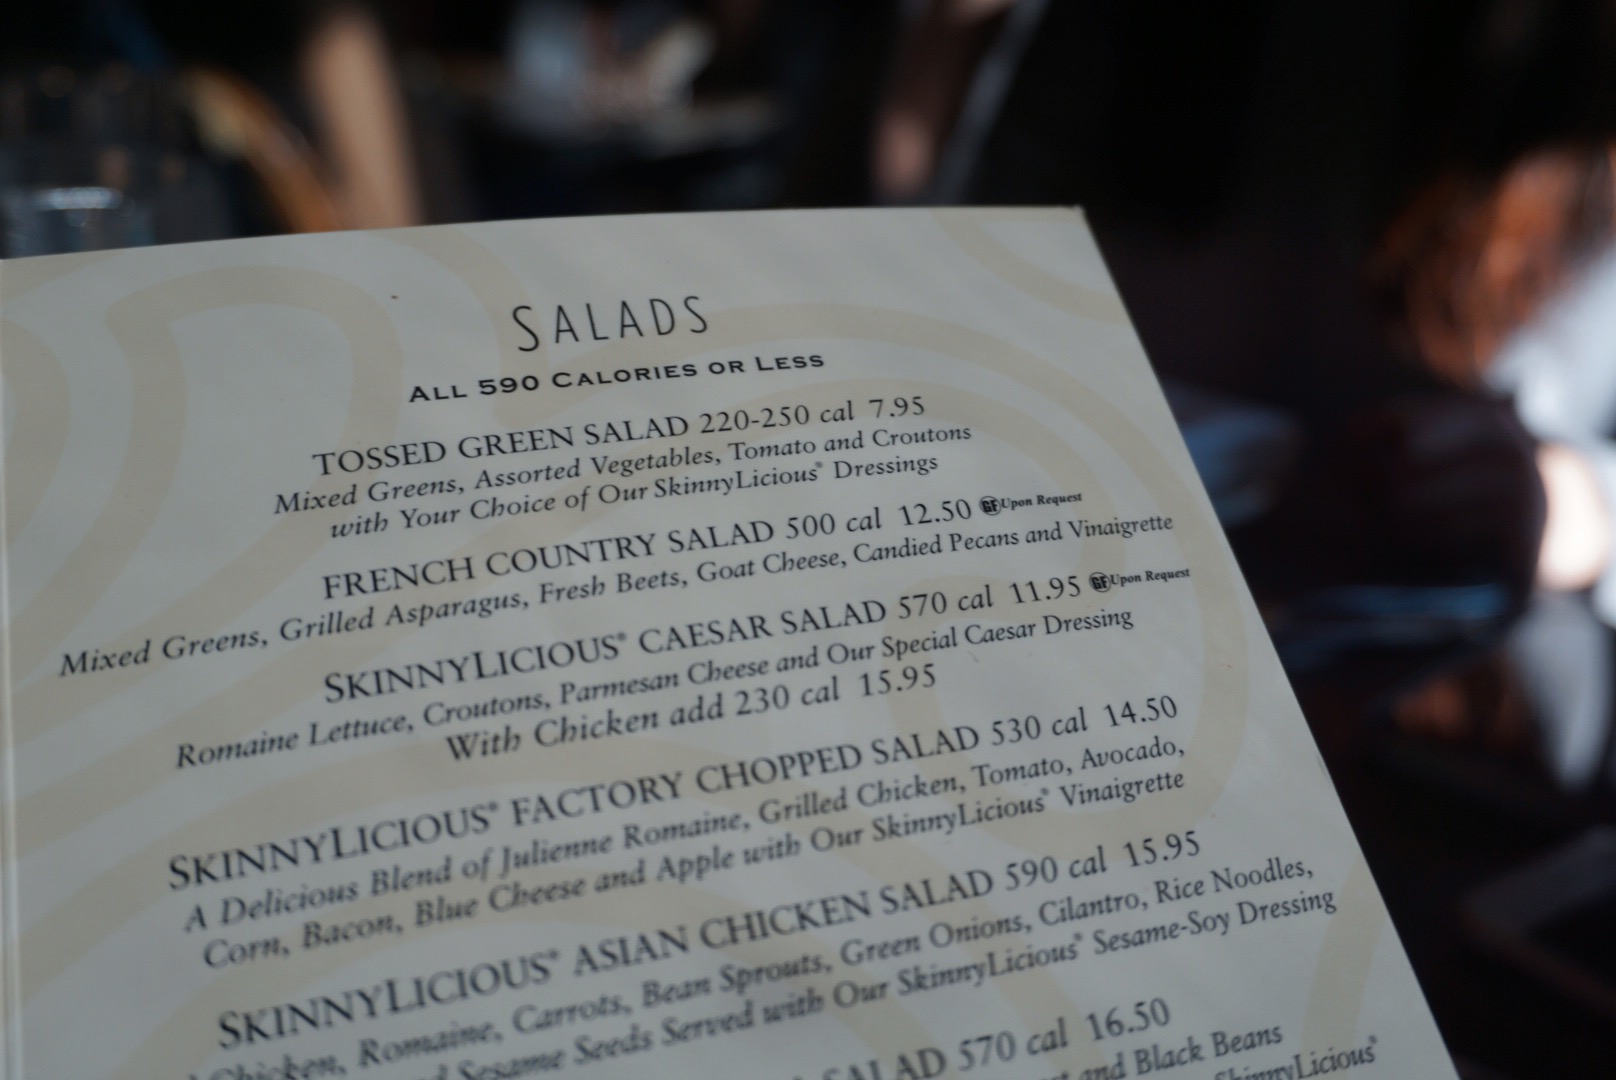 SALADS
ALL 590 CALORIES OR LESS
TOSSED GREEN SALAD 220-250 cal 7.95
Mixed Greens, Assorted Vegetables, Tomato and Croutons
with Your Choice of Our SkinnyLicious® Dressings
FRENCH COUNTRY SALAD 500 cal 12.50 GF Upon Request
Mixed Greens, Grilled Asparagus, Fresh Beets, Goat Cheese, Candied Pecans and Vinaigrette
SKINNYLICIOUS® CAESAR SALAD 570 cal 11.95 GF Upon Request
Romaine Lettuce, Croutons, Parmesan Cheese and Our Special Caesar Dressing
With Chicken add 230 cal 15.95
SKINNYLICIOUS® FACTORY CHOPPED SALAD 530 cal 14.50
A Delicious Blend of Julienne Romaine, Grilled Chicken, Tomato, Avocado,
Corn, Bacon, Blue Cheese and Apple with Our SkinnyLicious® Vinaigrette
SKINNYLICIOUS® ASIAN CHICKEN SALAD 590 cal 15.95
Chicken, Romaine, Carrots, Bean Sprouts, Green Onions, Cilantro, Rice Noodles,
Sesame Seeds Served with Our SkinnyLicious® Sesame-Soy Dressing
SALAD 570 cal 16.50
and Black Beans
SkinnyLicious®